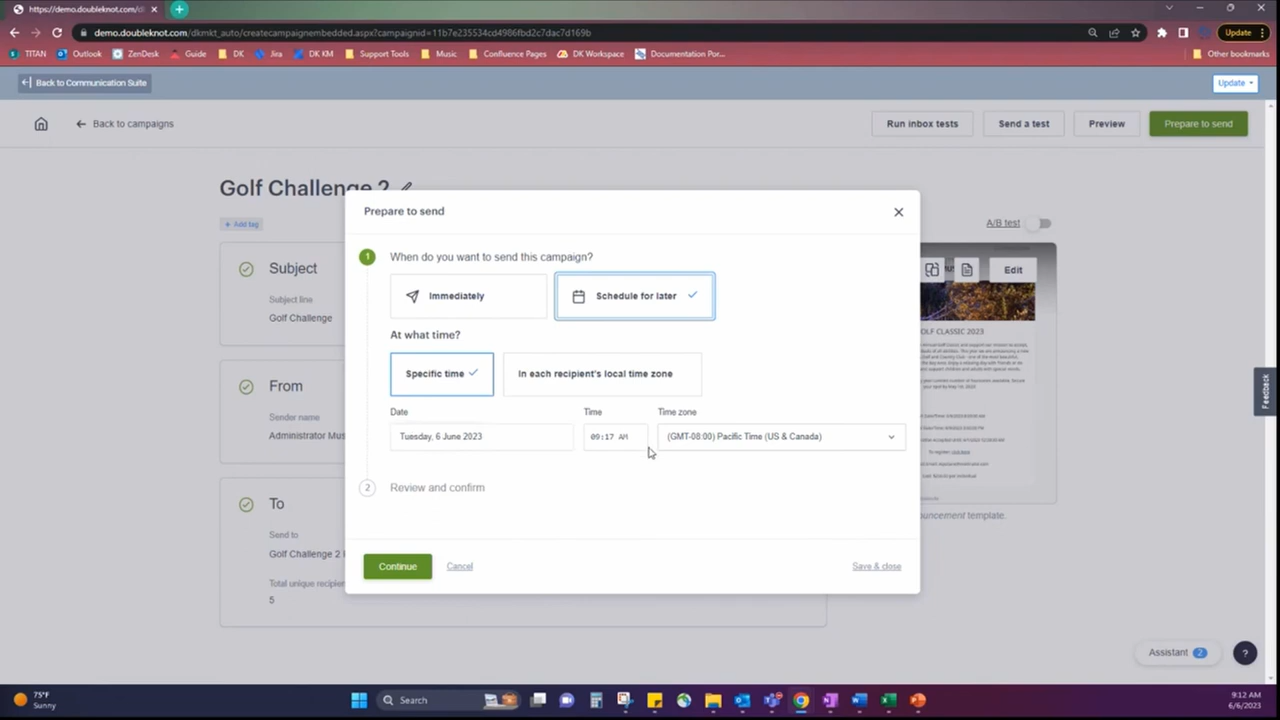 https://demo.doubleknot.com/dl
demo.doubleknot.com/dkmkt_auto/createcampaignembedded.aspx?campaignid=11b7e235534cd4986fbd2c7dac7d169b
Update
TITAN Outlook ZenDesk Guide DK Jira DK KM Support Tools Music Confluence Pages DK Workspace Documentation Por... Other bookmarks
Back to Communication Suite
Update
Back to campaigns
Run inbox tests
Send a test
Preview
Prepare to send
Golf Challenge 2
+ Add tag
A/B test
Subject
Subject line
Golf Challenge
From
Sender name
Administrator Mus
To
Send to
Golf Challenge 2
Total unique recipien
5
Prepare to send
1 When do you want to send this campaign?
Immediately
Schedule for later
At what time?
Specific time
In each recipient's local time zone
Date Time Time zone
Tuesday, 6 June 2023 09:17 AM (GMT-08:00) Pacific Time (US & Canada)
2 Review and confirm
Continue Cancel Save & close
Edit
OLF CLASSIC 2023
uncement template.
Feedback
Assistant 2
?
75°F
Sunny
Search
9:12 AM
6/6/2023